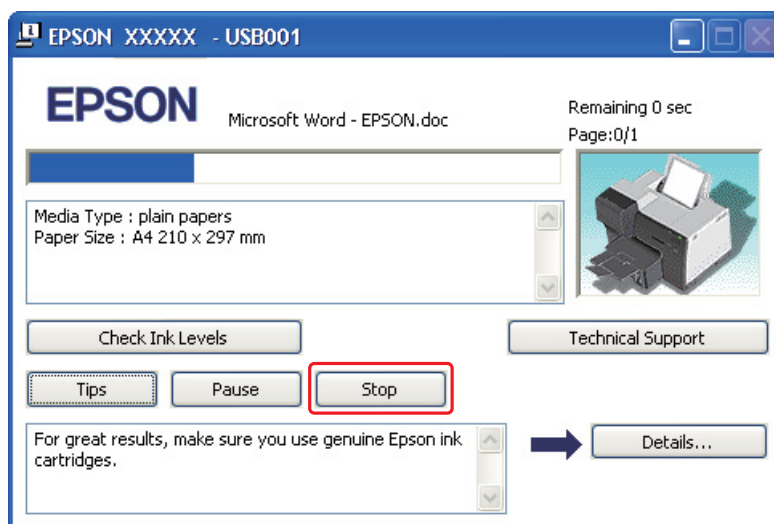 EPSON XXXXX - USB001
EPSON
Microsoft Word - EPSON.doc
Remaining 0 sec
Page:0/1
Media Type : plain papers
Paper Size : A4 210 x 297 mm
Check Ink Levels
Technical Support
Tips
Pause
Stop
For great results, make sure you use genuine Epson ink
cartridges.
Details...